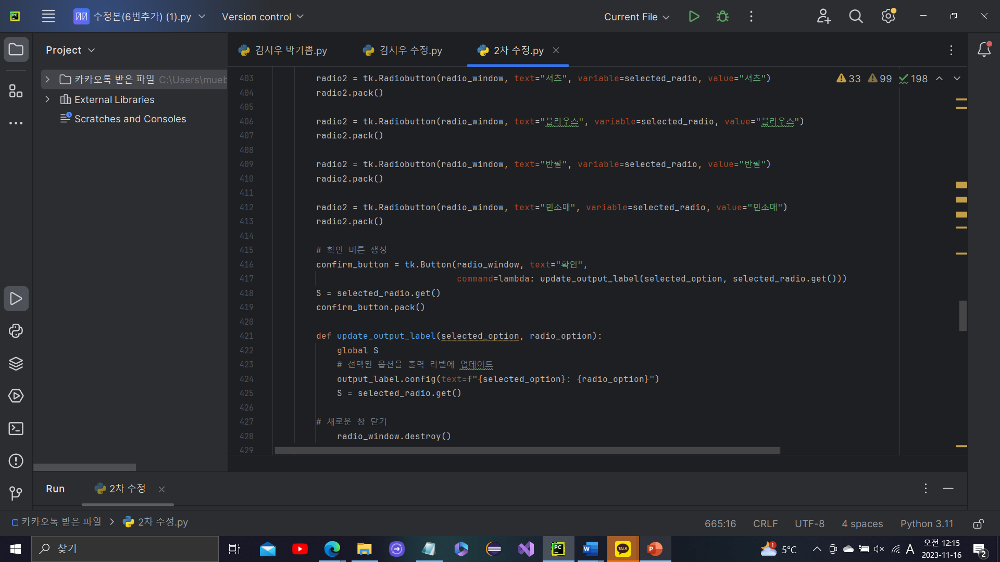 PC
수정본(6번추가) (1).py
Version control
Current File
Project
김시우 박기쁨.py
김시우 수정.py
2차 수정.py
카카오톡 받은 파일 C:\Users\mueb
External Libraries
Scratches and Consoles
33 99 198
403 radio2 = tk.Radiobutton(radio_window, text="셔츠", variable=selected_radio, value="셔츠")
404 radio2.pack()
405
406 radio2 = tk.Radiobutton(radio_window, text="블라우스", variable=selected_radio, value="블라우스")
407 radio2.pack()
408
409 radio2 = tk.Radiobutton(radio_window, text="반팔", variable=selected_radio, value="반팔")
410 radio2.pack()
411
412 radio2 = tk.Radiobutton(radio_window, text="민소매", variable=selected_radio, value="민소매")
413 radio2.pack()
414
415 # 확인 버튼 생성
416 confirm_button = tk.Button(radio_window, text="확인",
417 command=lambda: update_output_label(selected_option, selected_radio.get()))
418 S = selected_radio.get()
419 confirm_button.pack()
420
421 def update_output_label(selected_option, radio_option):
422 global S
423 # 선택된 옵션을 출력 라벨에 업데이트
424 output_label.config(text=f"{selected_option}: {radio_option}")
425 S = selected_radio.get()
426
427 # 새로운 창 닫기
428 radio_window.destroy()
429
Run
2차 수정
카카오톡 받은 파일 > 2차 수정.py
665:16 CRLF UTF-8 4 spaces Python 3.11
찾기
PC
W
TALK
P
1
5°C
A
오전 12:15
2023-11-16
2